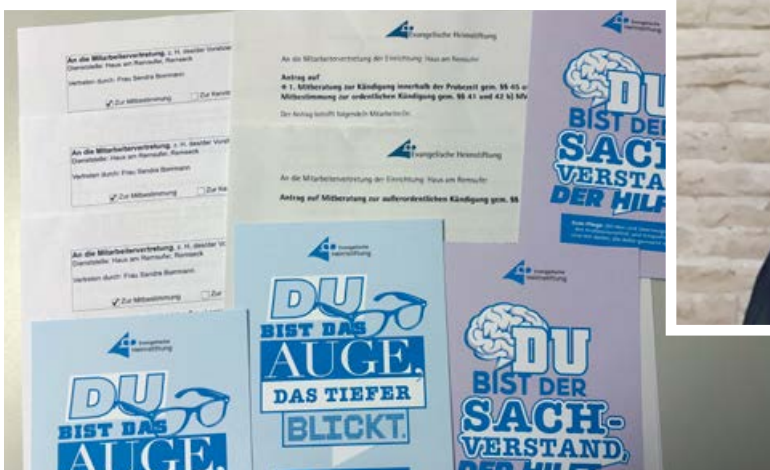 An die Mitarbeitervertretung, z. H. des/der
Dienststelle: Haus am Remsufer, Remseck
Vertreten durch: Frau Sandra Bormann
Zur Mitbestimmung
An die Mitarbeitervertretung, z. H. des/der
Dienststelle: Haus am Remsufer, Remseck
Vertreten durch: Frau Sandra Bormann
Zur Mitbestimmung
An die Mitarbeitervertretung, z. H. des/der
Dienststelle: Haus am Remsufer, Remseck
Vertreten durch: Frau Sandra Bormann
Zur Mitbestimmung
Evangelische Heimstiftung
An die Mitarbeitervertretung der Einrichtung: Haus am Remsufer
Antrag auf
1. Mitberatung zur Kündigung innerhalb der Probezeit gem. §§ 45
Mitbestimmung zur ordentlichen Kündigung gem. §§ 41 und 42 b)
Der Antrag betrifft folgende/n Mitarbeiter/in:
Evangelische Heimstiftung
An die Mitarbeitervertretung der Einrichtung: Haus am Remsufer
Antrag auf Mitberatung zur außerordentlichen Kündigung gem. §§
Evangelische
DU
BIST DER
SACH
VERSTA
DER HILF
Evangelische
Heimstiftung
DU
BIST DAS
AUGE,
Evangelische
Heimstiftung
DU
BIST DAS
AUGE,
DAS TIEFER
BLICKT.
Evangelische
Heimstiftung
DU
BIST DER
SACH-
VERSTAND,
DER HILF